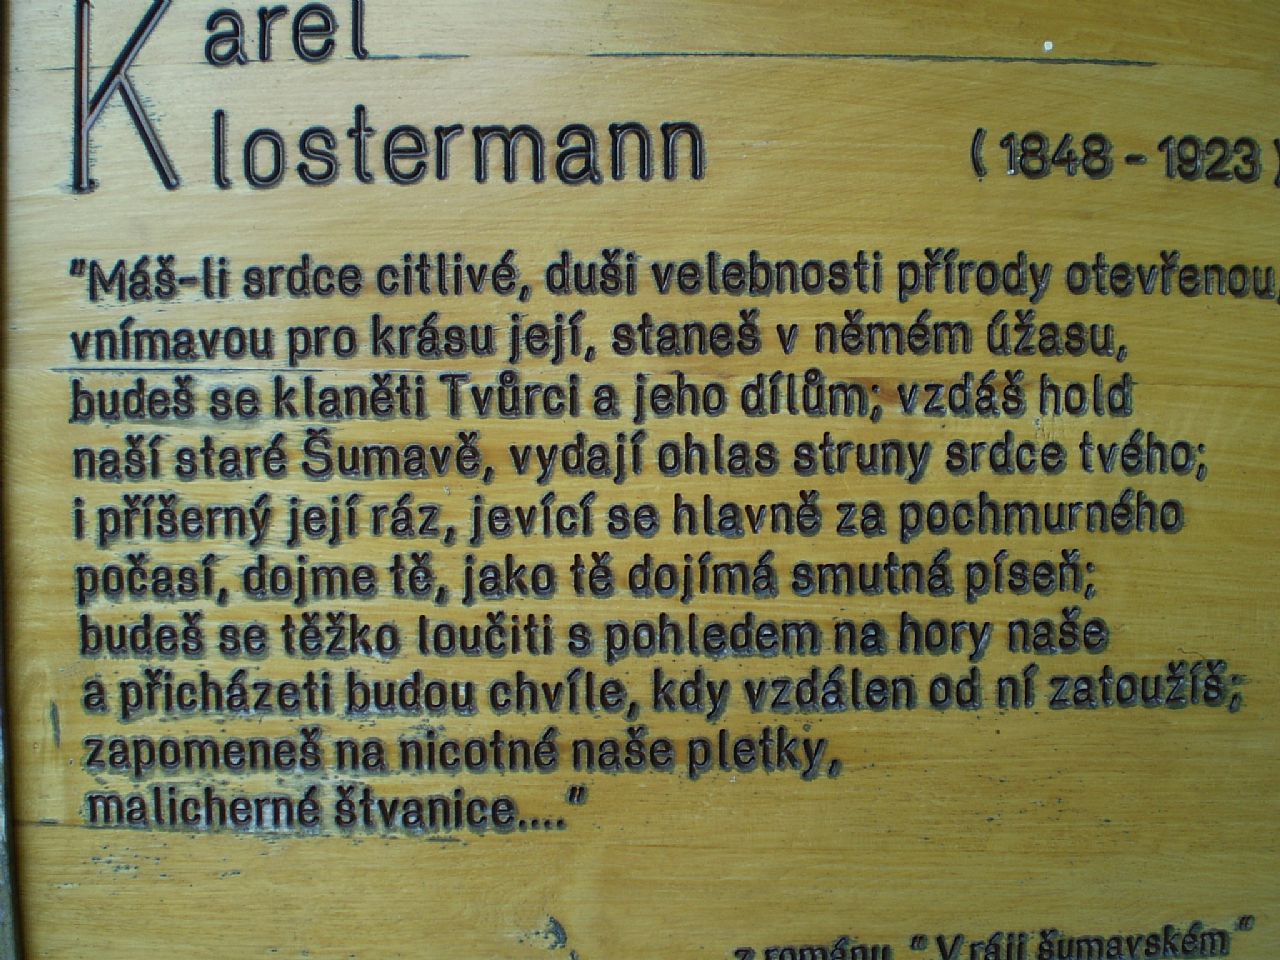 Karel
Klostermann (1848 - 1923)
"Máš-li srdce citlivé, duši velebnosti přírody otevřenou,
vnímavou pro krásu její, staneš v němém úžasu,
budeš se klaněti Tvůrci a jeho dílům; vzdáš hold
naší staré Šumavě, vydají ohlas struny srdce tvého;
i příšerný její ráz, jevící se hlavně za pochmurného
počasí, dojme tě, jako tě dojímá smutná píseň;
budeš se těžko loučiti s pohledem na hory naše
a přicházeti budou chvíle, kdy vzdálen od ní zatoužíš;
zapomeneš na nicotné naše pletky,
malicherné štvanice...."
z románu "V ráji šumavském"